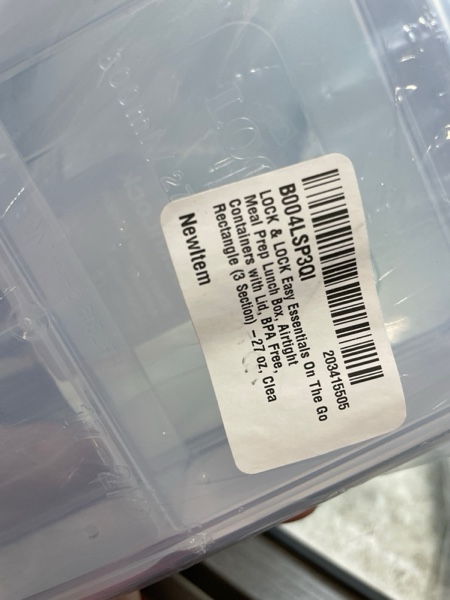 203415505
B004LSP3QI
LOCK & LOCK Easy Essentials On The Go
Meal Prep Lunch Box, Airtight
Containers with Lid, BPA Free,
Rectangle (3 Section) – 27 oz, Clea
NewItem